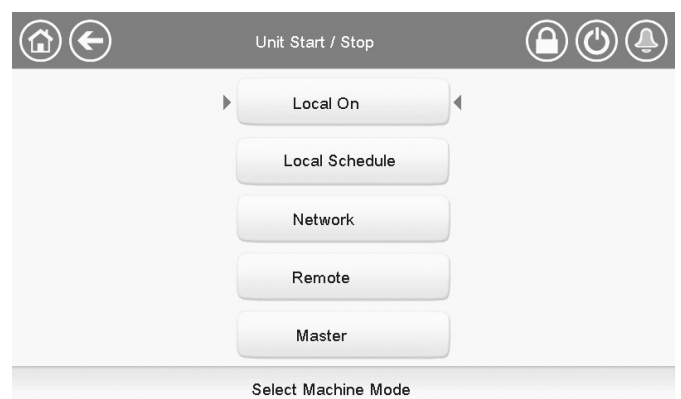 Unit Start / Stop
Local On
Local Schedule
Network
Remote
Master
Select Machine Mode